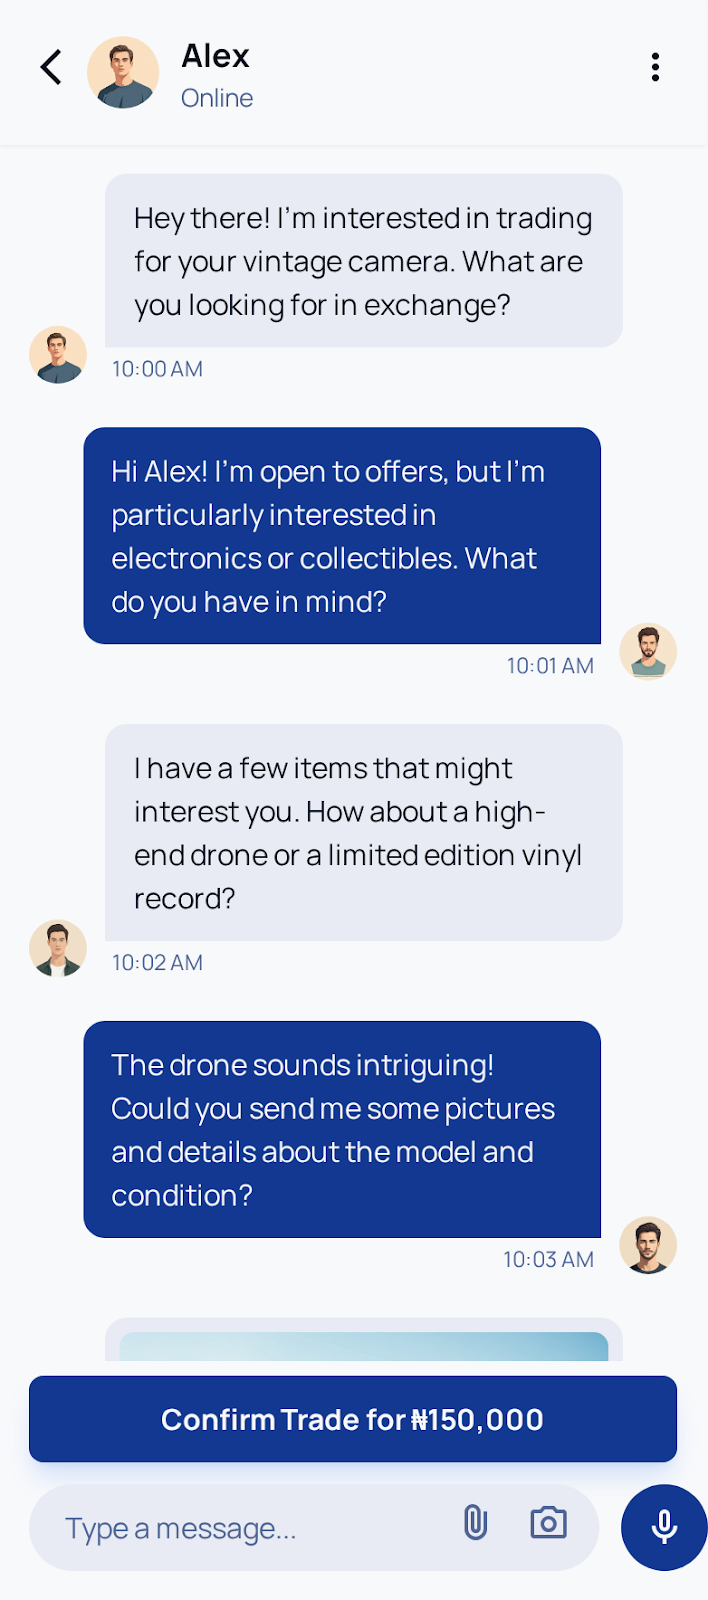 Alex
Online
Hey there! I'm interested in trading
for your vintage camera. What are
you looking for in exchange?
10:00 AM
Hi Alex! I'm open to offers, but I'm
particularly interested in
electronics or collectibles. What
do you have in mind?
10:01 AM
I have a few items that might
interest you. How about a high-
end drone or a limited edition vinyl
record?
10:02 AM
The drone sounds intriguing!
Could you send me some pictures
and details about the model and
condition?
10:03 AM
Confirm Trade for ₦150,000
Type a message...